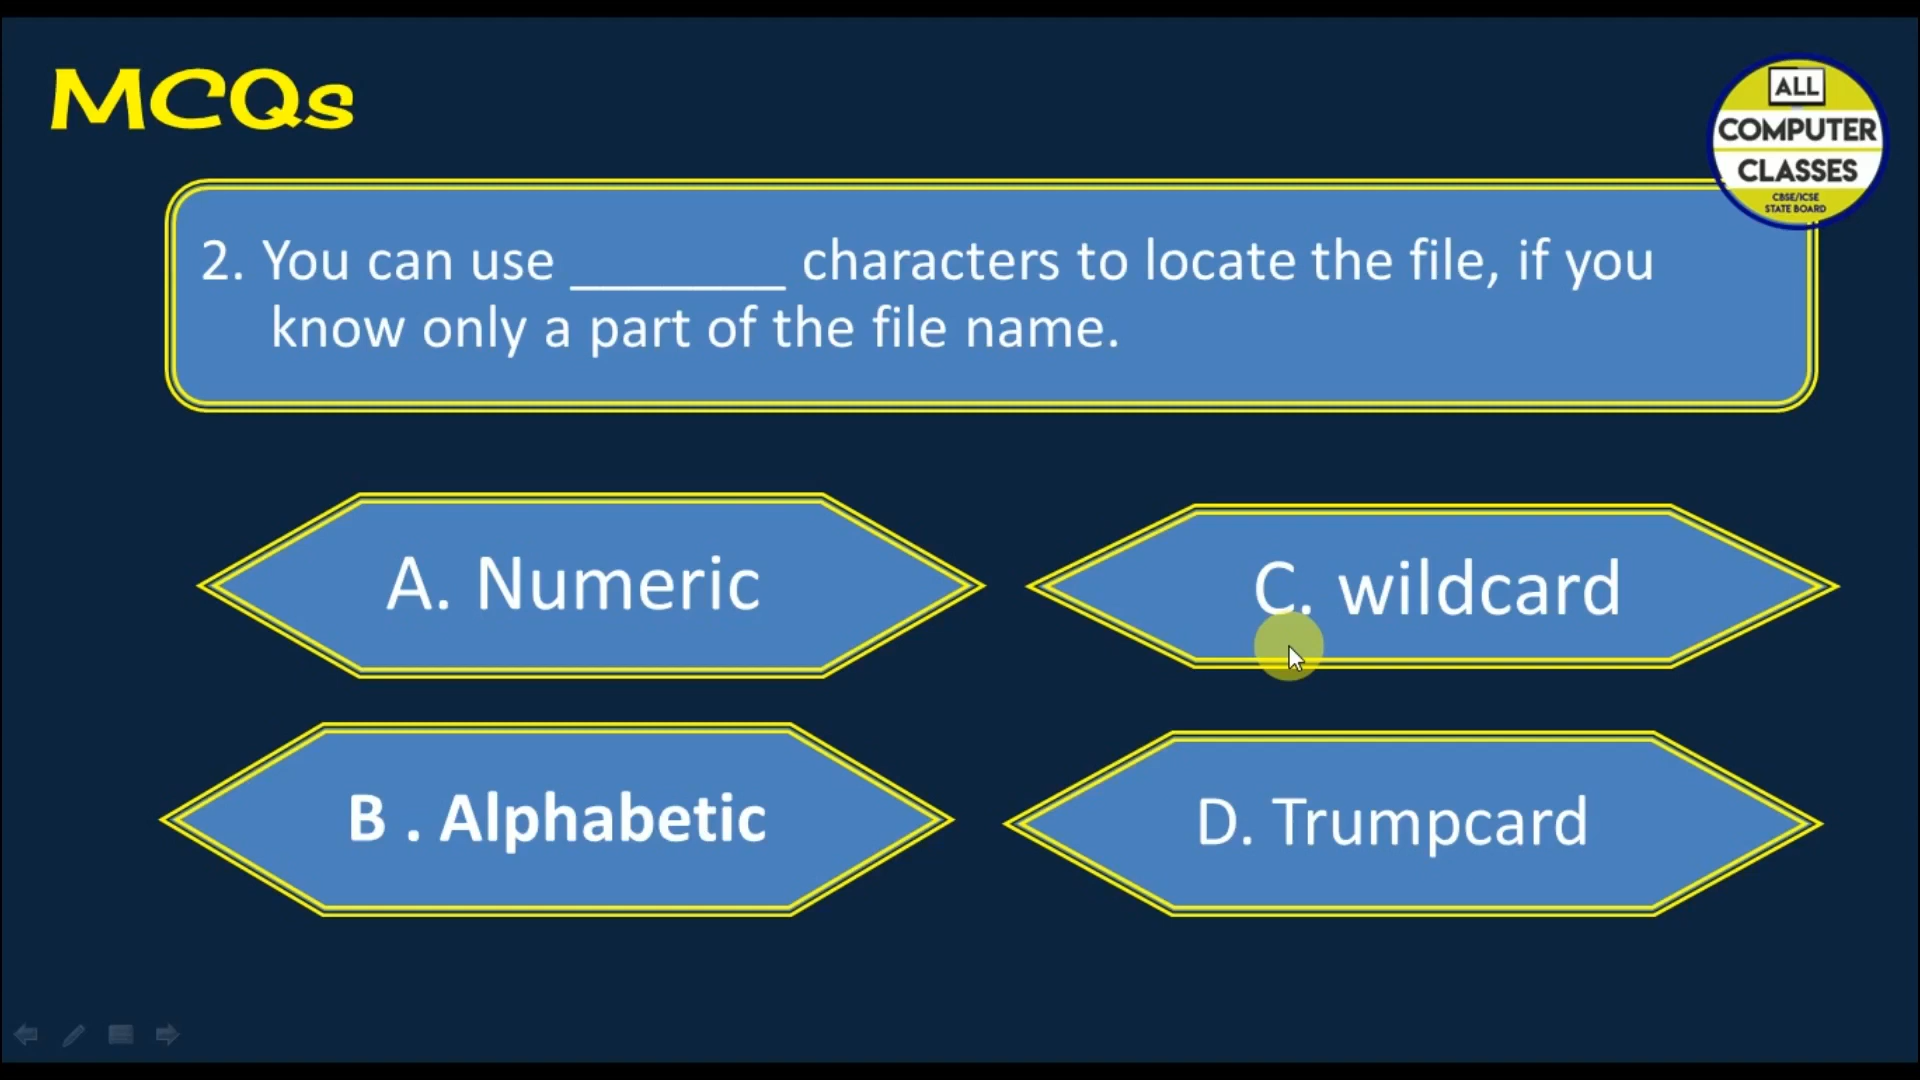 MCQs
ALL
COMPUTER
CLASSES
CBSE/ICSE
STATE BOARD
2. You can use ________ characters to locate the file, if you
know only a part of the file name.
A. Numeric
C. wildcard
B . Alphabetic
D. Trumpcard